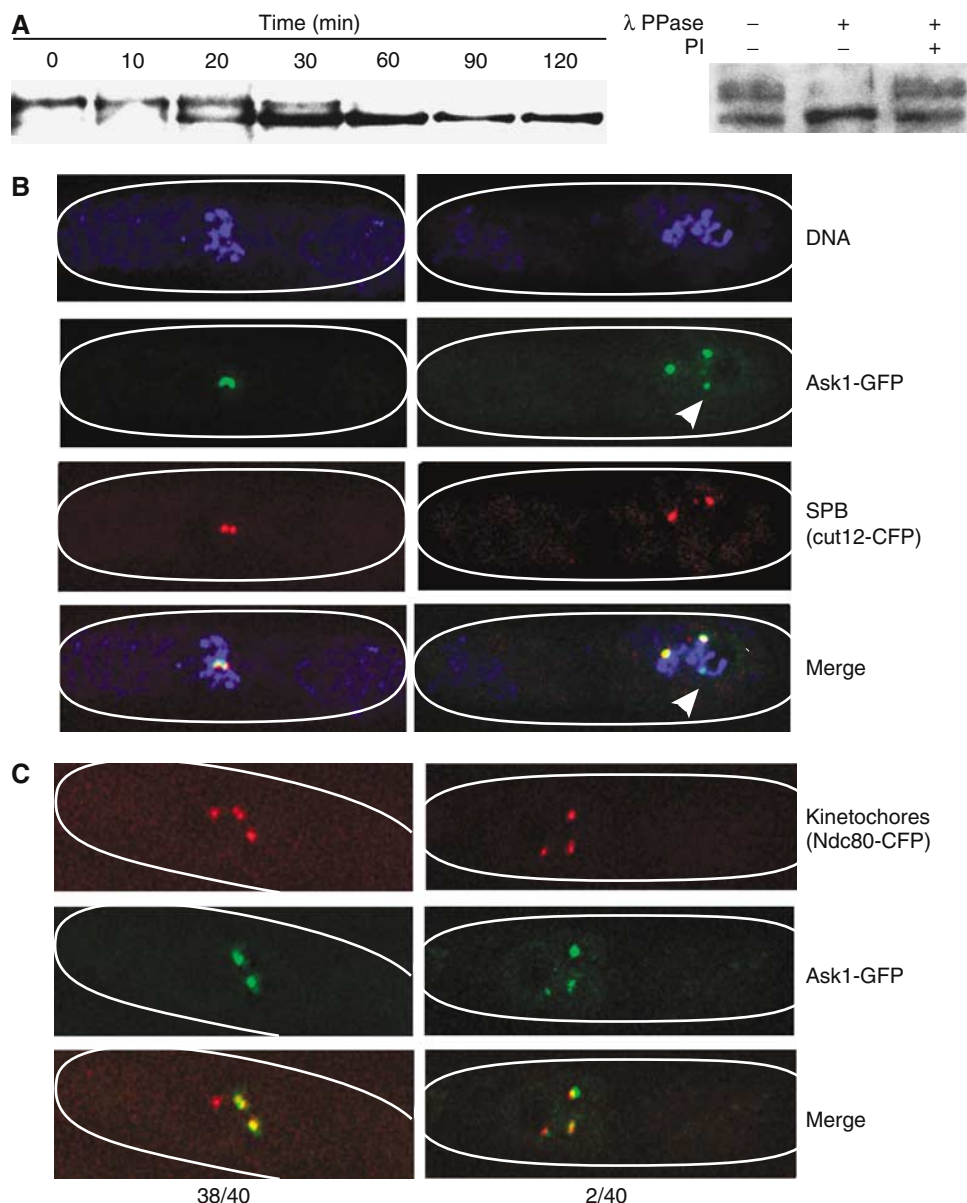 A
Time (min)
0 10 20 30 60 90 120
λ PPase – + +
PI – – +
B
DNA
Ask1-GFP
SPB
(cut12-CFP)
Merge
C
Kinetochores
(Ndc80-CFP)
Ask1-GFP
Merge
38/40 2/40